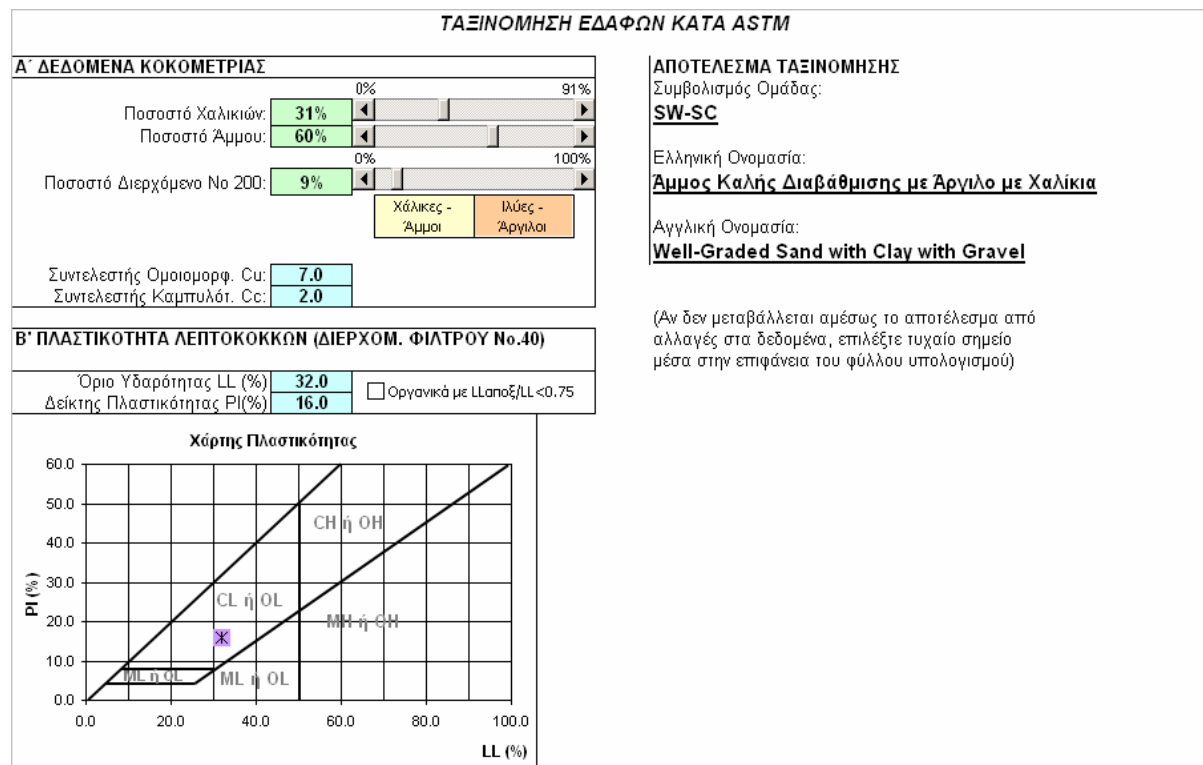 ΤΑΞΙΝΟΜΗΣΗ ΕΔΑΦΩΝ ΚΑΤΑ ASTM
Α΄ ΔΕΔΟΜΕΝΑ ΚΟΚΟΜΕΤΡΙΑΣ
0% 91%
Ποσοστό Χαλικιών: 31%
Ποσοστό Άμμου: 60%
0% 100%
Ποσοστό Διερχόμενο Νο 200: 9%
Χάλικες - Ιλύες -
Άμμοι Άργιλοι
Συντελεστής Ομοιομορφ. Cu: 7.0
Συντελεστής Καμπυλότ. Cc: 2.0
Β' ΠΛΑΣΤΙΚΟΤΗΤΑ ΛΕΠΤΟΚΟΚΚΩΝ (ΔΙΕΡΧΟΜ. ΦΙΛΤΡΟΥ Νο.40)
Όριο Υδαρότητας LL (%) 32.0
Δείκτης Πλαστικότητας PI(%) 16.0
Οργανικά με LLαποξ/LL<0.75
Χάρτης Πλαστικότητας
60.0
50.0
40.0
30.0
20.0
10.0
0.0
PI (%)
CH ή OH
CL ή OL
MH ή OH
ML ή OL
ML ή OL
0.0 20.0 40.0 60.0 80.0 100.0
LL (%)
ΑΠΟΤΕΛΕΣΜΑ ΤΑΞΙΝΟΜΗΣΗΣ
Συμβολισμός Ομάδας:
SW-SC
Ελληνική Ονομασία:
Άμμος Καλής Διαβάθμισης με Άργιλο με Χαλίκια
Αγγλική Ονομασία:
Well-Graded Sand with Clay with Gravel
(Αν δεν μεταβάλλεται αμέσως το αποτέλεσμα από
αλλαγές στα δεδομένα, επιλέξτε τυχαίο σημείο
μέσα στην επιφάνεια του φύλλου υπολογισμού)